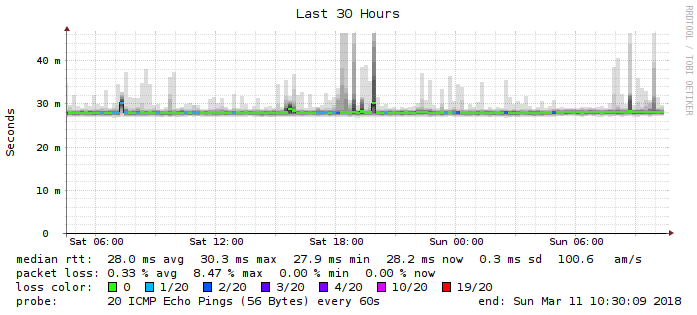 Last 30 Hours
RRDTOOL / TOBI OETIKER
Seconds
40 m
30 m
20 m
10 m
0
Sat 06:00 Sat 12:00 Sat 18:00 Sun 00:00 Sun 06:00
median rtt: 28.0 ms avg 30.3 ms max 27.9 ms min 28.2 ms now 0.3 ms sd 100.6 am/s
packet loss: 0.33 % avg 8.47 % max 0.00 % min 0.00 % now
loss color: 0 1/20 2/20 3/20 4/20 10/20 19/20
probe: 20 ICMP Echo Pings (56 Bytes) every 60s end: Sun Mar 11 10:30:09 2018